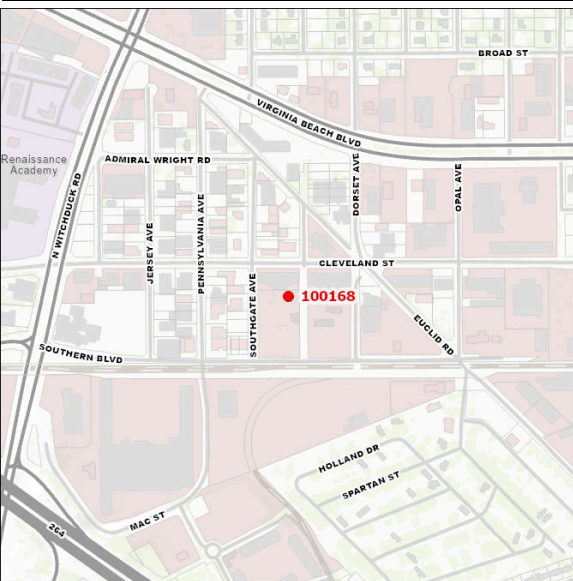 BROAD ST
VIRGINIA BEACH BLVD
Renaissance
Academy
ADMIRAL WRIGHT RD
N WITCHDUCK RD
JERSEY AVE
PENNSYLVANIA AVE
DORSET AVE
OPAL AVE
CLEVELAND ST
SOUTHGATE AVE
100168
EUCLID RD
SOUTHERN BLVD
HOLLAND DR
SPARTAN ST
MAC ST
264